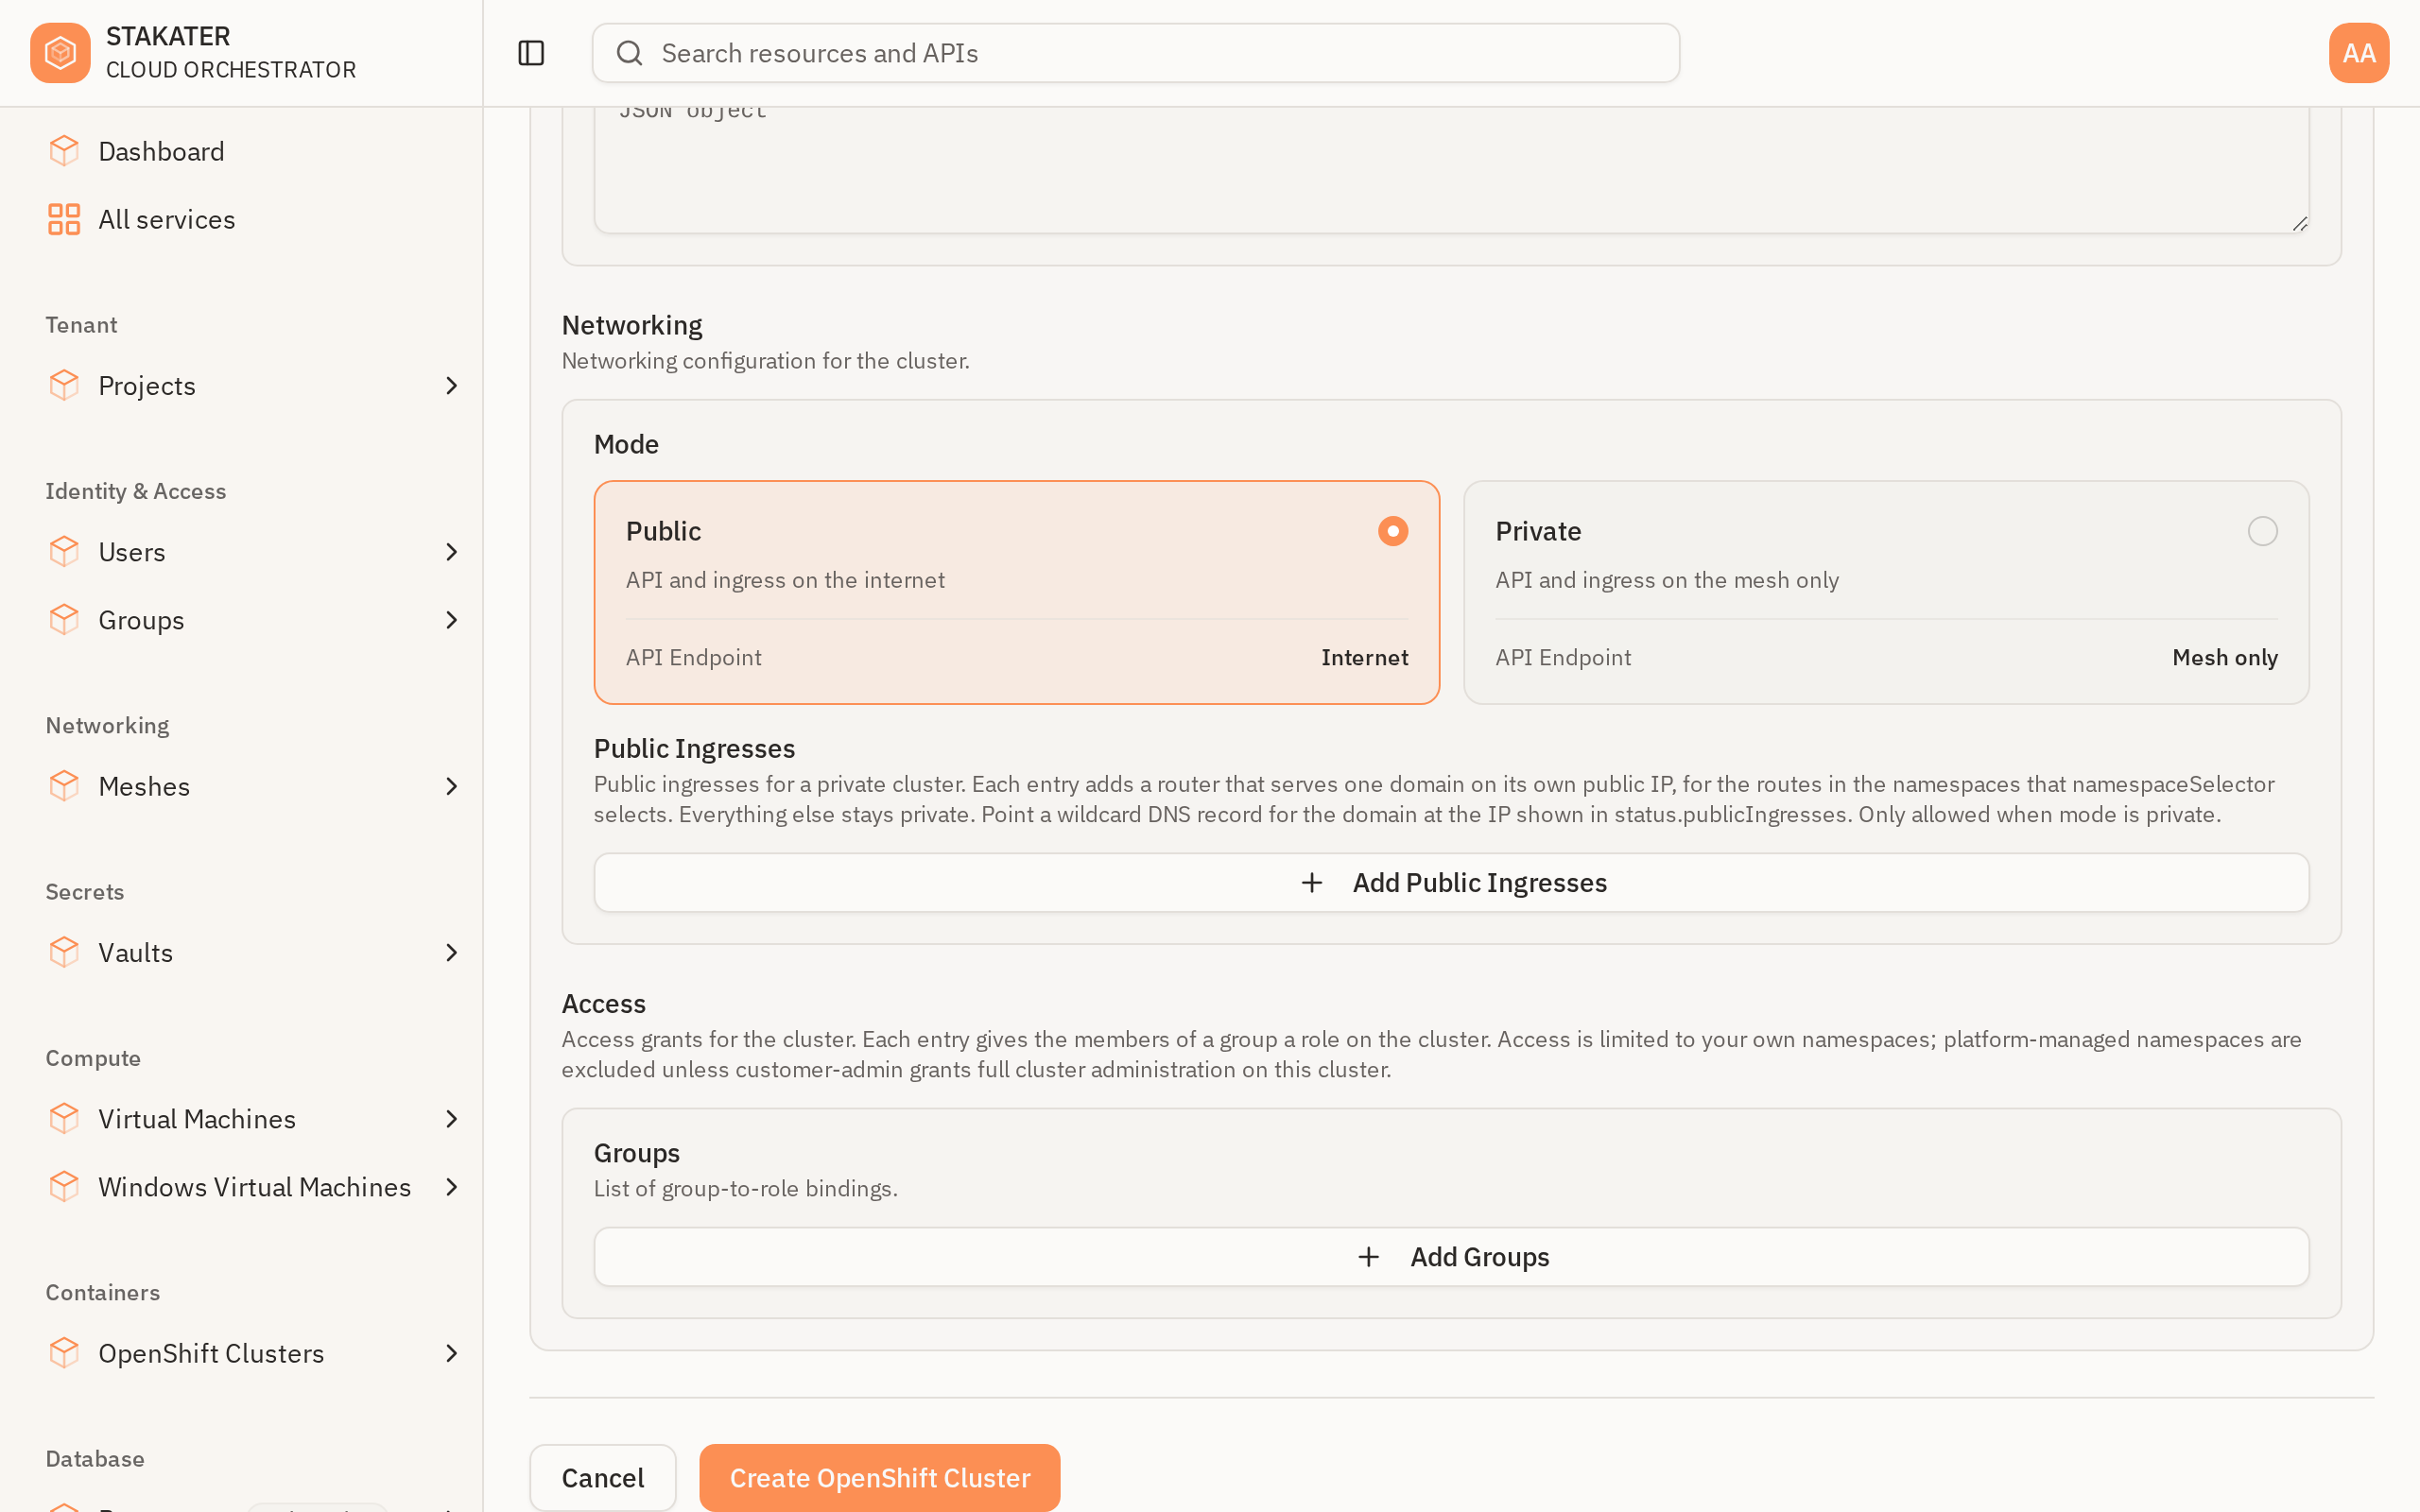 STAKATER
CLOUD ORCHESTRATOR
Search resources and APIs
AA
Dashboard
All services
Tenant
Projects
Identity & Access
Users
Groups
Networking
Meshes
Secrets
Vaults
Compute
Virtual Machines
Windows Virtual Machines
Containers
OpenShift Clusters
Database
JSON object
Networking
Networking configuration for the cluster.
Mode
Public
API and ingress on the internet
API Endpoint
Internet
Private
API and ingress on the mesh only
API Endpoint
Mesh only
Public Ingresses
Public ingresses for a private cluster. Each entry adds a router that serves one domain on its own public IP, for the routes in the namespaces that namespaceSelector
selects. Everything else stays private. Point a wildcard DNS record for the domain at the IP shown in status.publicIngresses. Only allowed when mode is private.
Add Public Ingresses
Access
Access grants for the cluster. Each entry gives the members of a group a role on the cluster. Access is limited to your own namespaces; platform-managed namespaces are
excluded unless customer-admin grants full cluster administration on this cluster.
Groups
List of group-to-role bindings.
Add Groups
Cancel
Create OpenShift Cluster